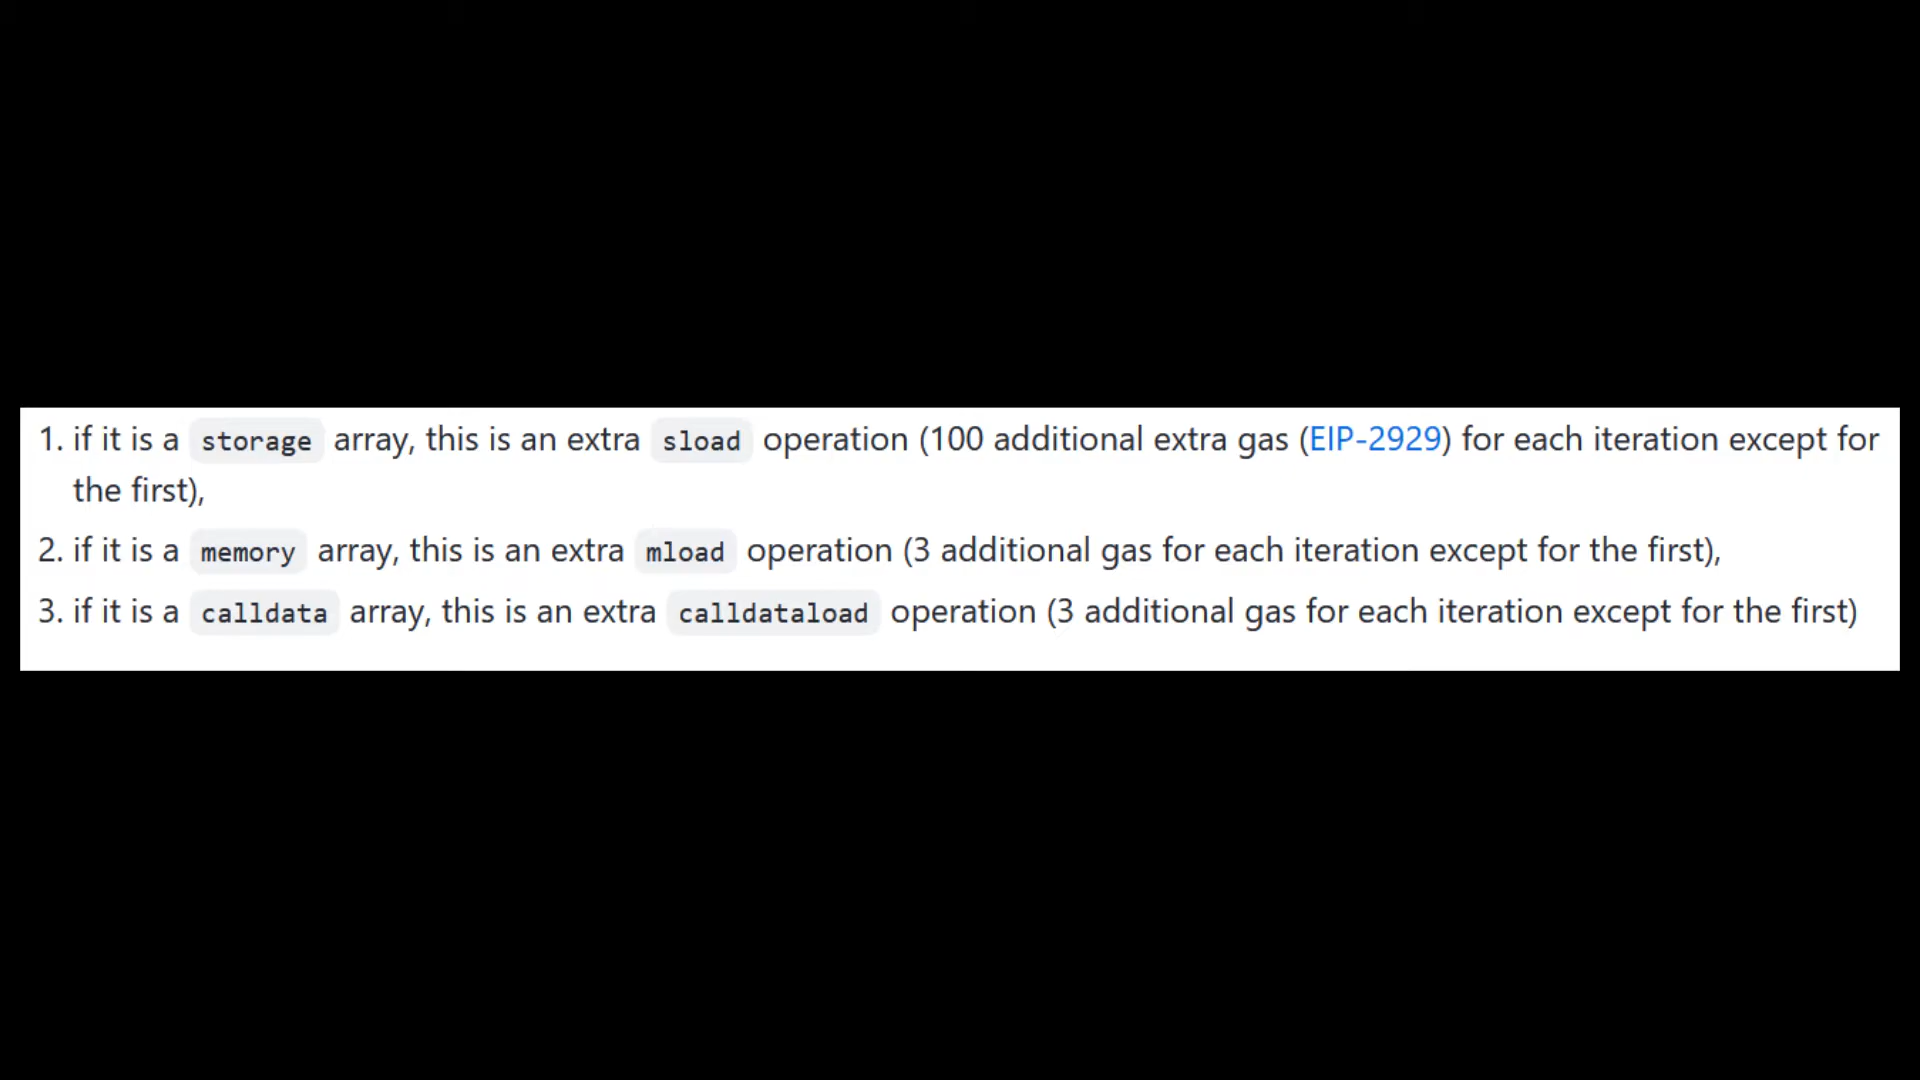 1. if it is a storage array, this is an extra sload operation (100 additional extra gas (EIP-2929) for each iteration except for
the first),
2. if it is a memory array, this is an extra mload operation (3 additional gas for each iteration except for the first),
3. if it is a calldata array, this is an extra calldataload operation (3 additional gas for each iteration except for the first)